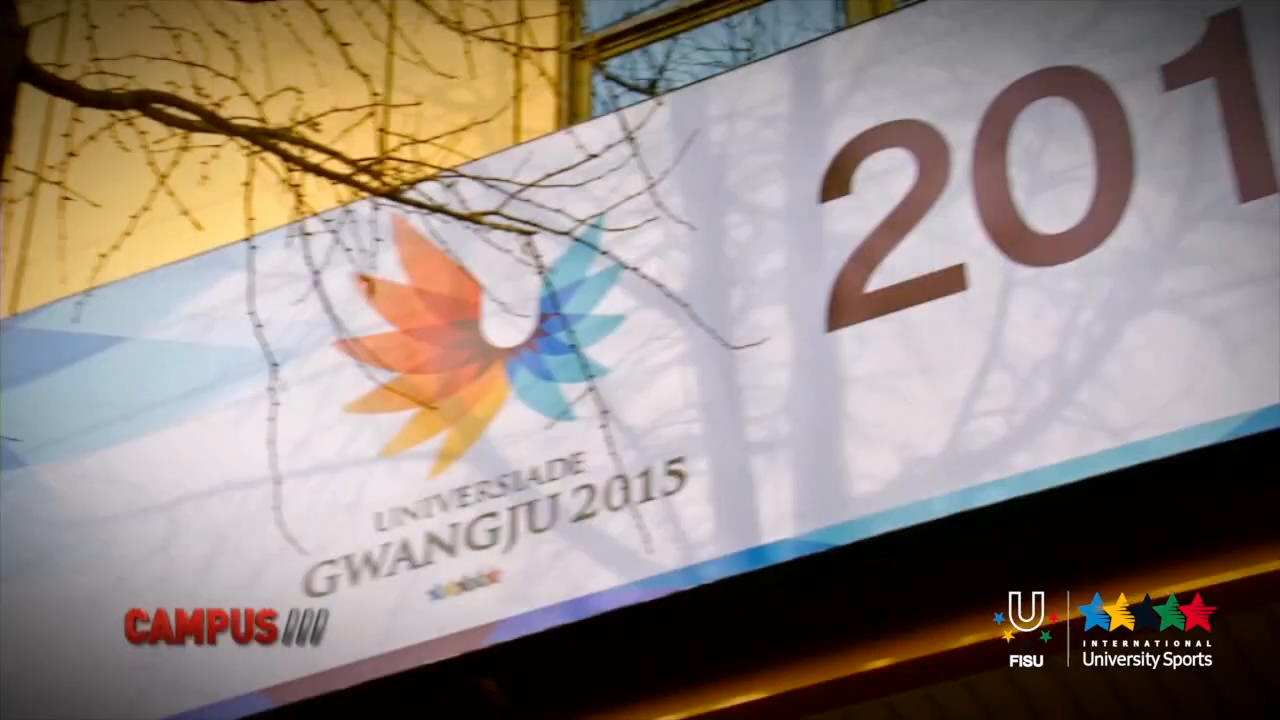 201
UNIVERSIADE
GWANGJU 2015
CAMPUS
U
FISU
INTERNATIONAL
University Sports